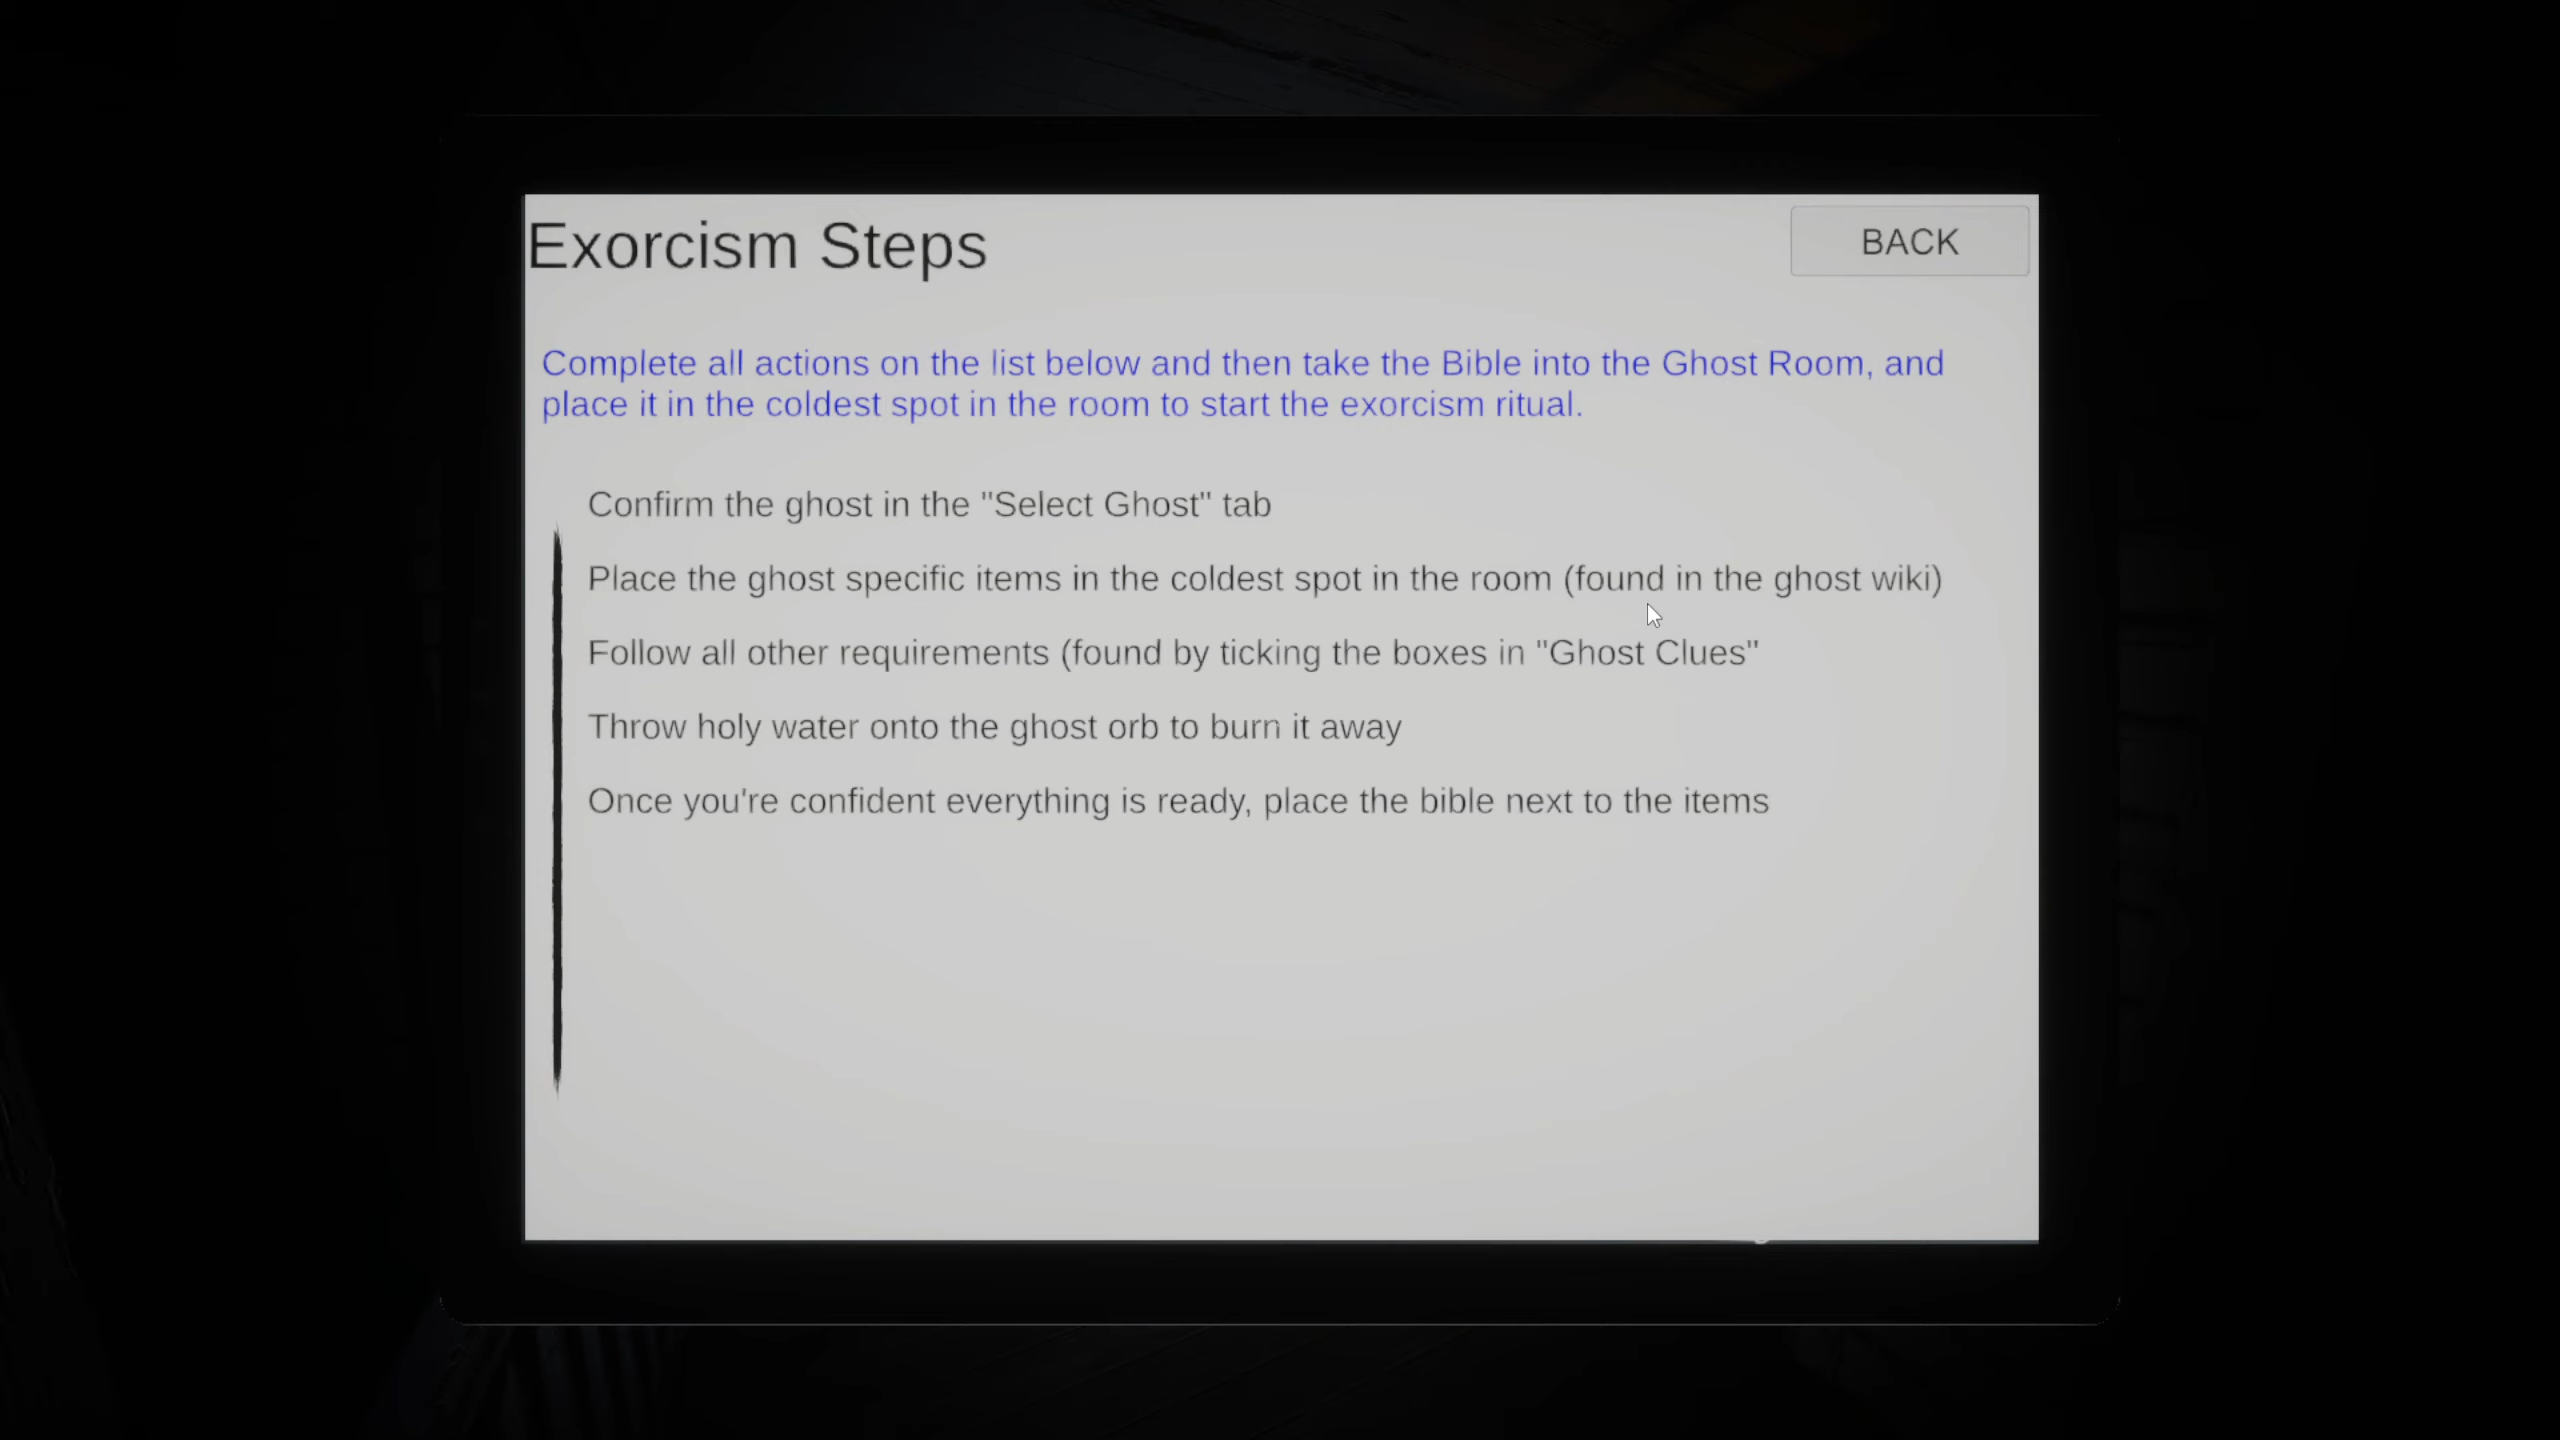 Exorcism Steps
BACK
Complete all actions on the list below and then take the Bible into the Ghost Room, and
place it in the coldest spot in the room to start the exorcism ritual.
Confirm the ghost in the "Select Ghost" tab
Place the ghost specific items in the coldest spot in the room (found in the ghost wiki)
Follow all other requirements (found by ticking the boxes in "Ghost Clues"
Throw holy water onto the ghost orb to burn it away
Once you're confident everything is ready, place the bible next to the items